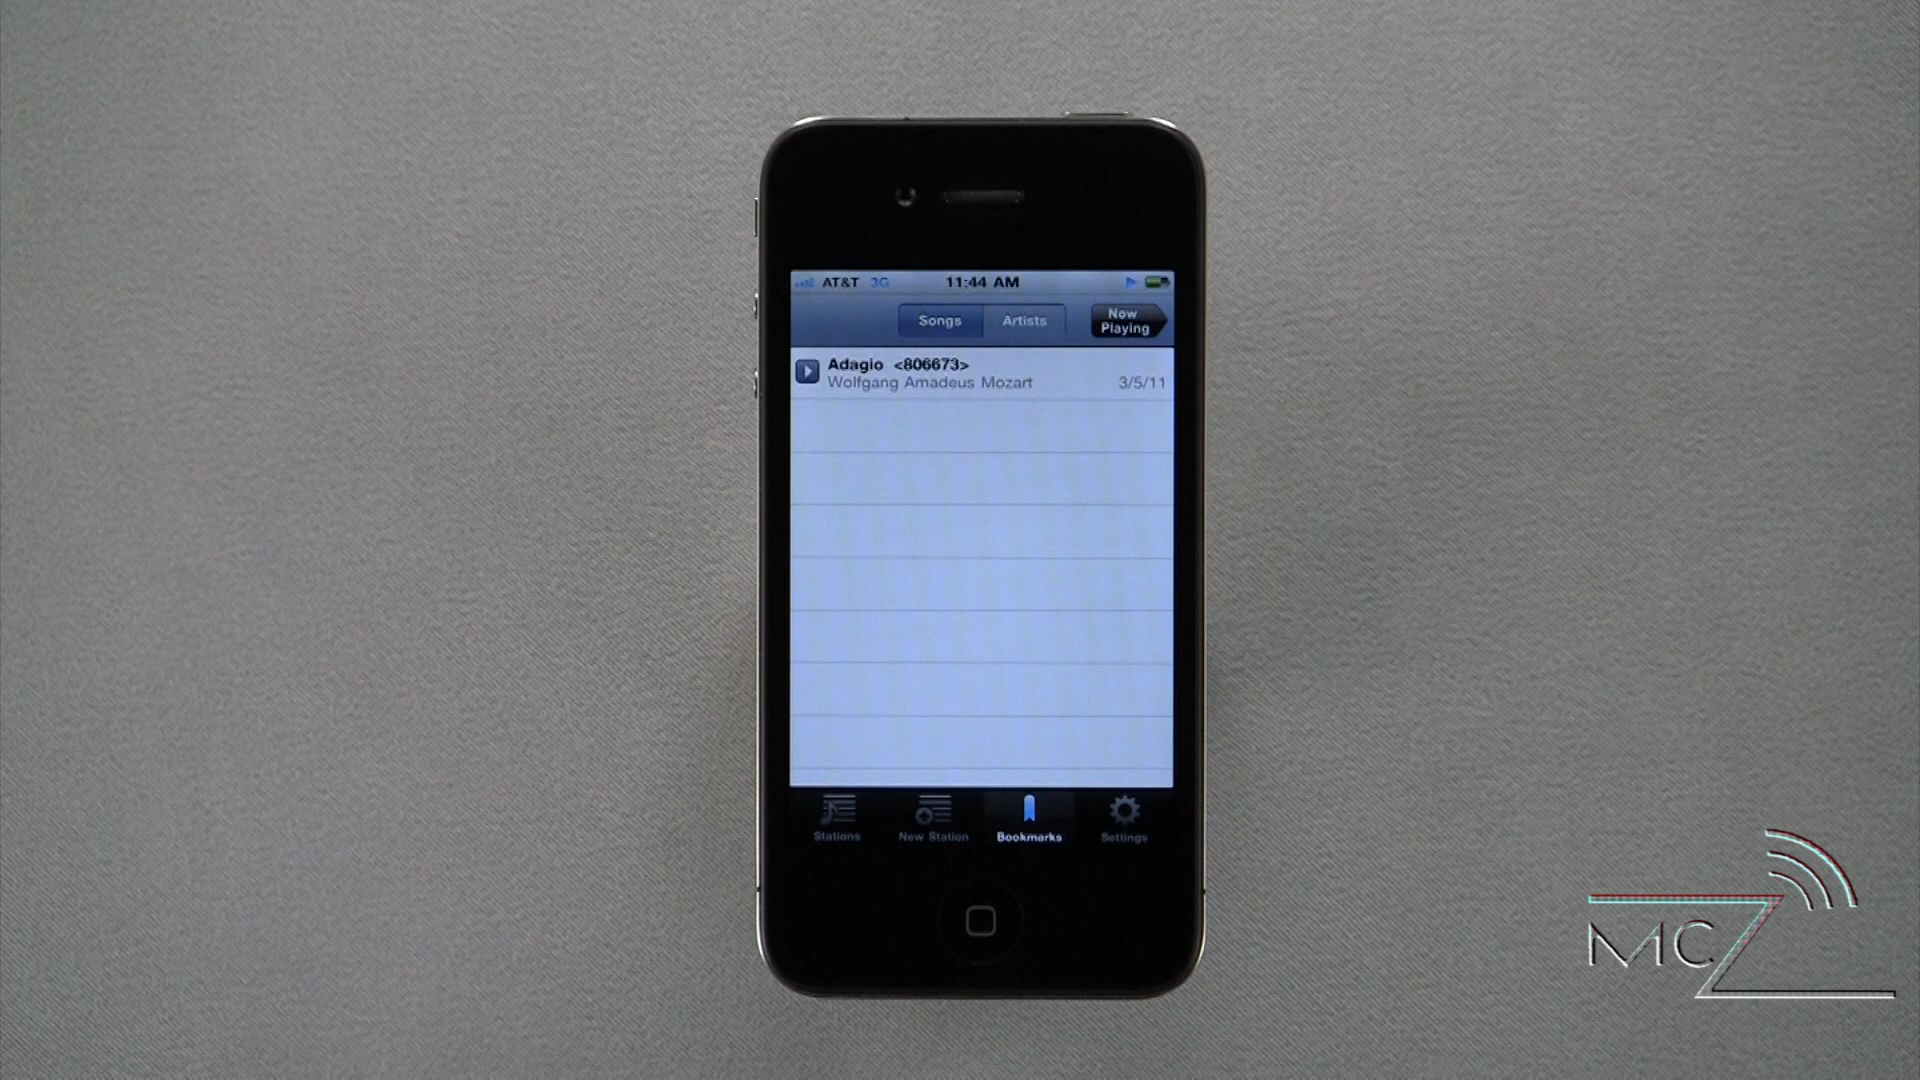 AT&T 3G 11:44 AM
Songs Artists Now Playing
Adagio <806673>
Wolfgang Amadeus Mozart 3/5/11
Stations New Station Bookmarks Settings
MCZ